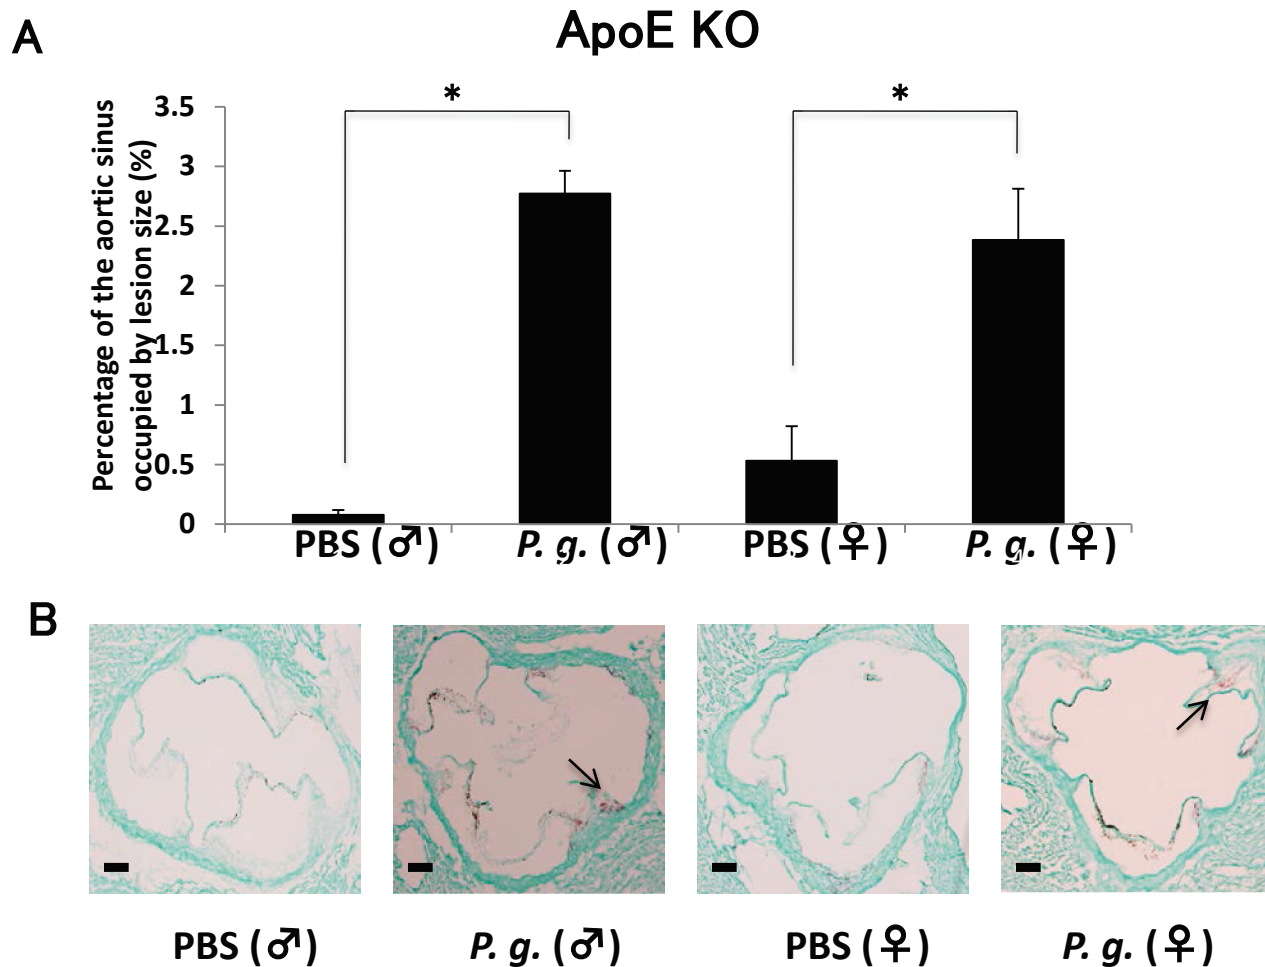 A
ApoE KO
Percentage of the aortic sinus
occupied by lesion size (%)
3.5
3
2.5
2
1.5
1
0.5
0
*
*
PBS (♂)
P. g. (♂)
PBS (♀)
P. g. (♀)
B
PBS (♂)
P. g. (♂)
PBS (♀)
P. g. (♀)